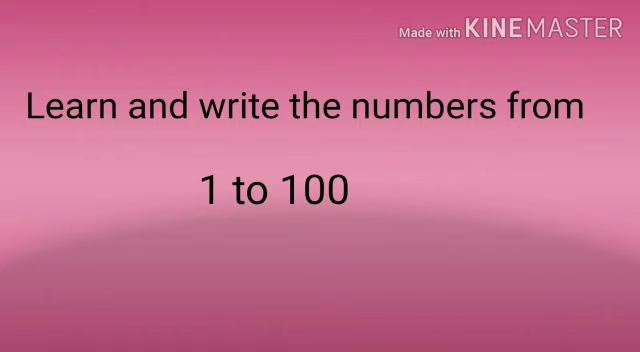 Made with KINEMASTER
Learn and write the numbers from
1 to 100